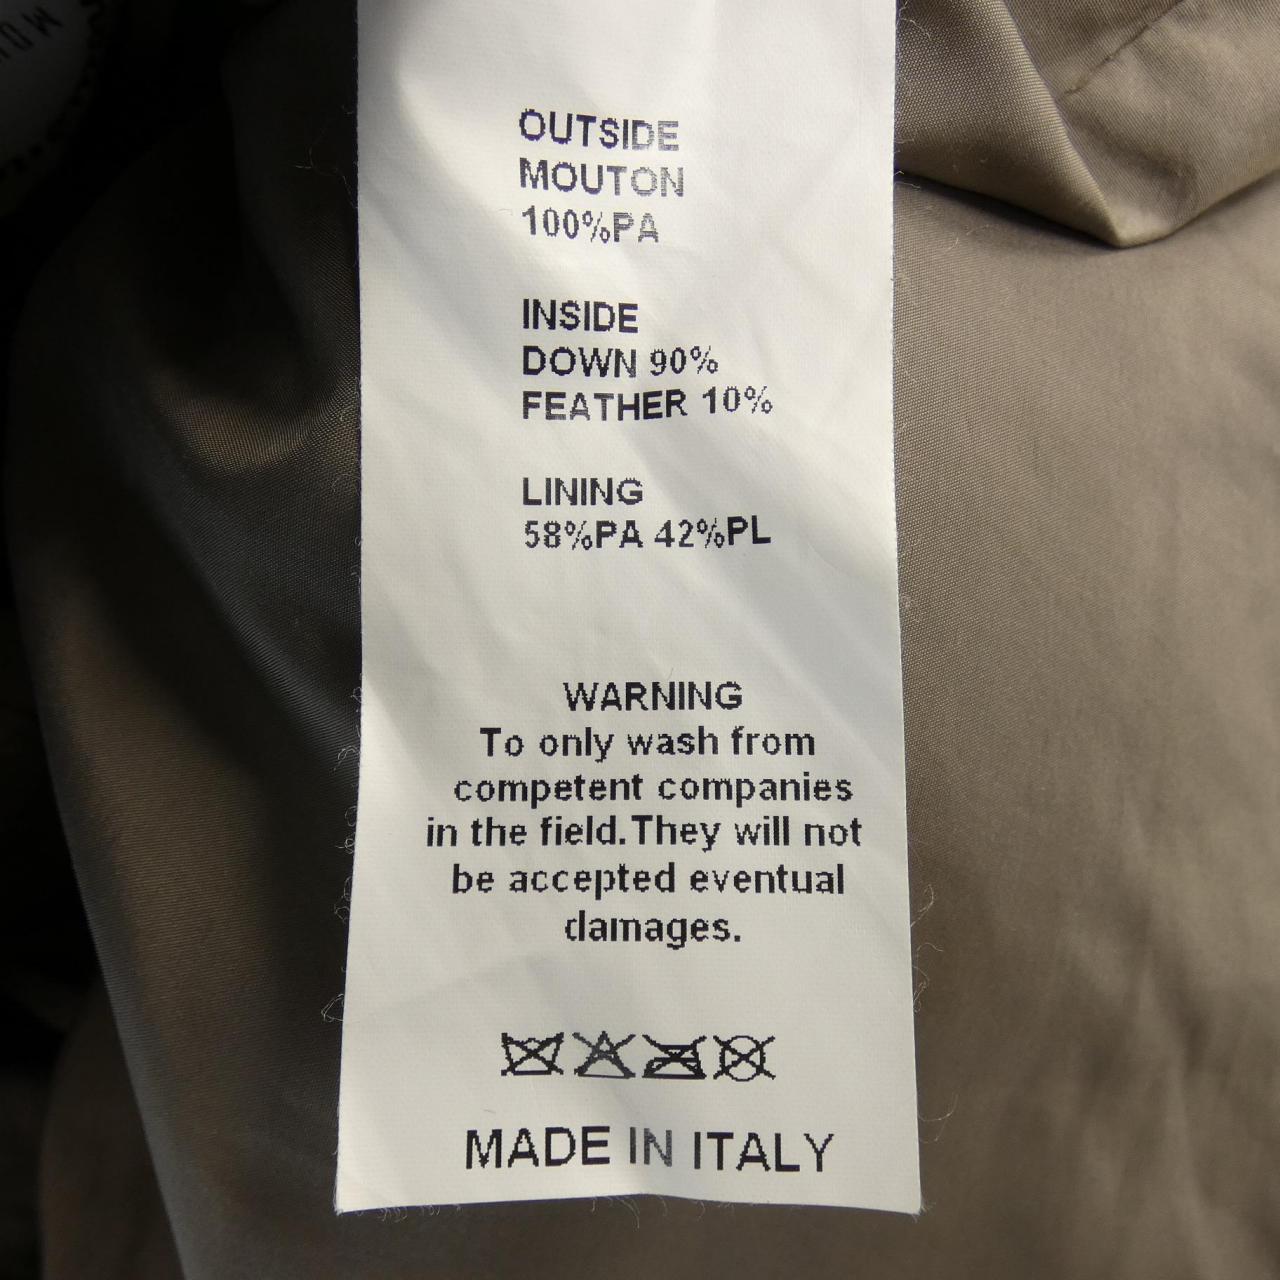 OUTSIDE
MOUTON
100%PA
INSIDE
DOWN 90%
FEATHER 10%
LINING
58%PA 42%PL
WARNING
To only wash from
competent companies
in the field.They will not
be accepted eventual
damages.
MADE IN ITALY